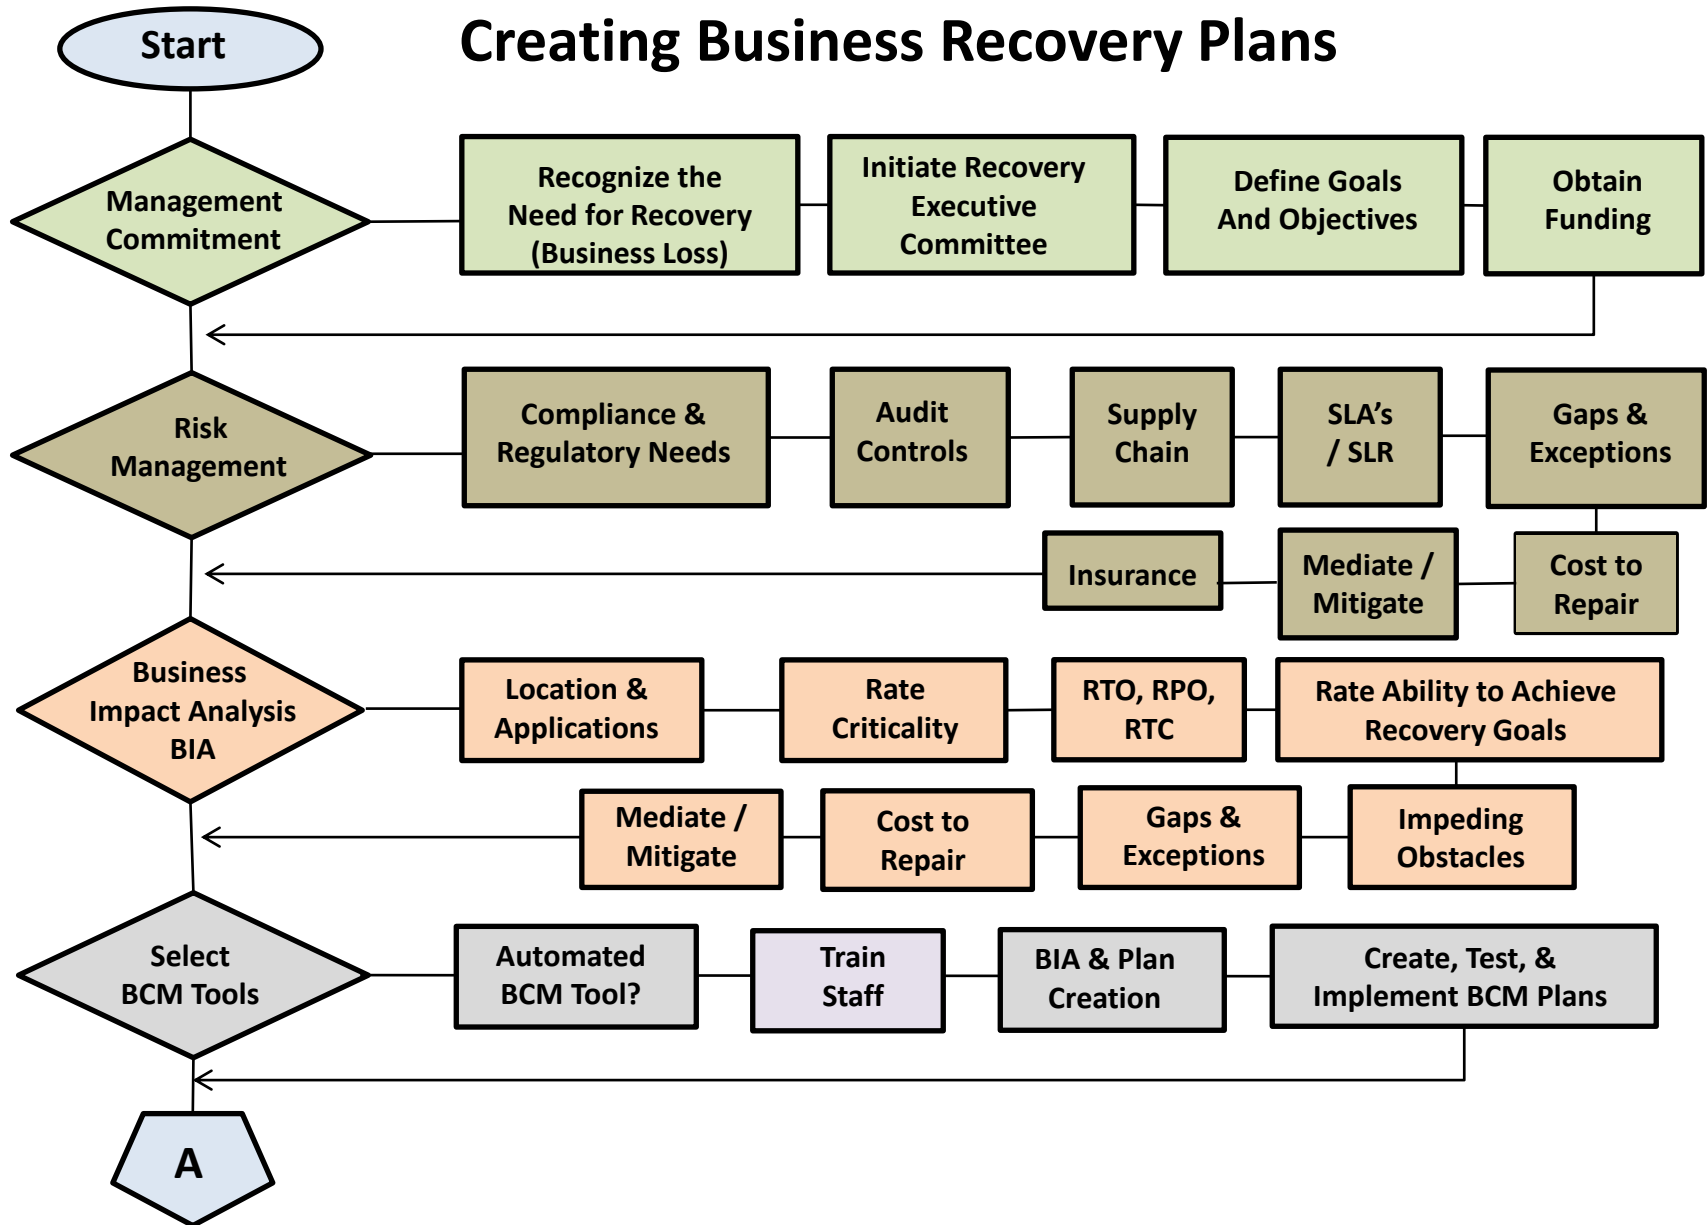 Start
Creating Business Recovery Plans
Management
Commitment
Recognize the
Need for Recovery
(Business Loss)
Initiate Recovery
Executive
Committee
Define Goals
And Objectives
Obtain
Funding
Risk
Management
Compliance &
Regulatory Needs
Audit
Controls
Supply
Chain
SLA’s
/ SLR
Gaps &
Exceptions
Insurance
Mediate /
Mitigate
Cost to
Repair
Business
Impact Analysis
BIA
Location &
Applications
Rate
Criticality
RTO, RPO,
RTC
Rate Ability to Achieve
Recovery Goals
Mediate /
Mitigate
Cost to
Repair
Gaps &
Exceptions
Impeding
Obstacles
Select
BCM Tools
Automated
BCM Tool?
Train
Staff
BIA & Plan
Creation
Create, Test, &
Implement BCM Plans
A